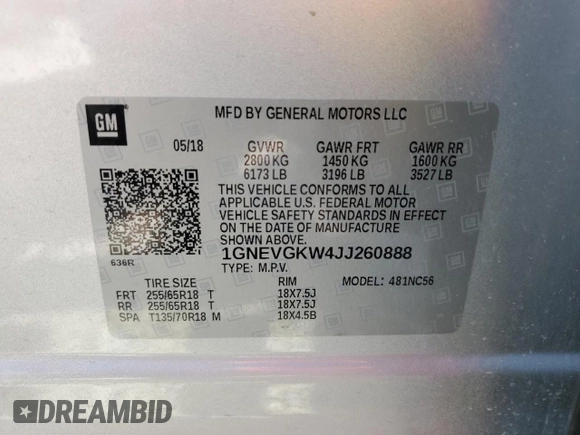 GM
MFD BY GENERAL MOTORS LLC
05/18 GVWR GAWR FRT GAWR RR
2800 KG 1450 KG 1600 KG
6173 LB 3196 LB 3527 LB
THIS VEHICLE CONFORMS TO ALL
APPLICABLE U.S. FEDERAL MOTOR
VEHICLE SAFETY STANDARDS IN EFFECT
ON THE DATE OF MANUFACTURE
SHOWN ABOVE.
1GNEVGKW4JJ260888
636R
TYPE: M.P.V. MODEL: 481NC56
TIRE SIZE RIM
FRT 255/65R18 T 18X7.5J
RR 255/65R18 T 18X7.5J
SPA T135/70R18 M 18X4.5B
DREAMBID